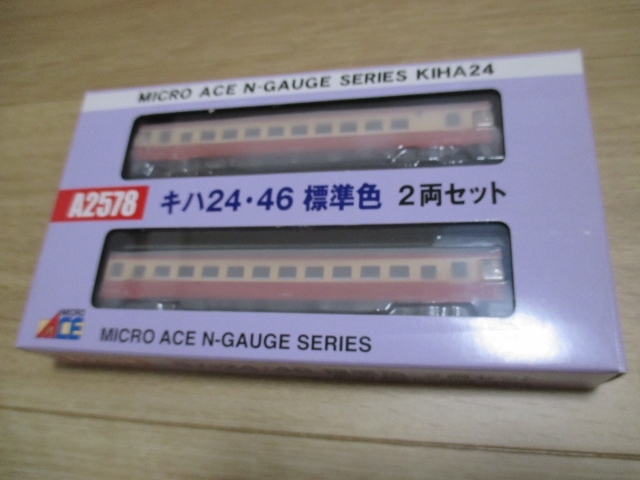 MICRO ACE N-GAUGE SERIES KIHA24
A2578 キハ24・46 標準色 2両セット
MICRO ACE
MICRO ACE N-GAUGE SERIES